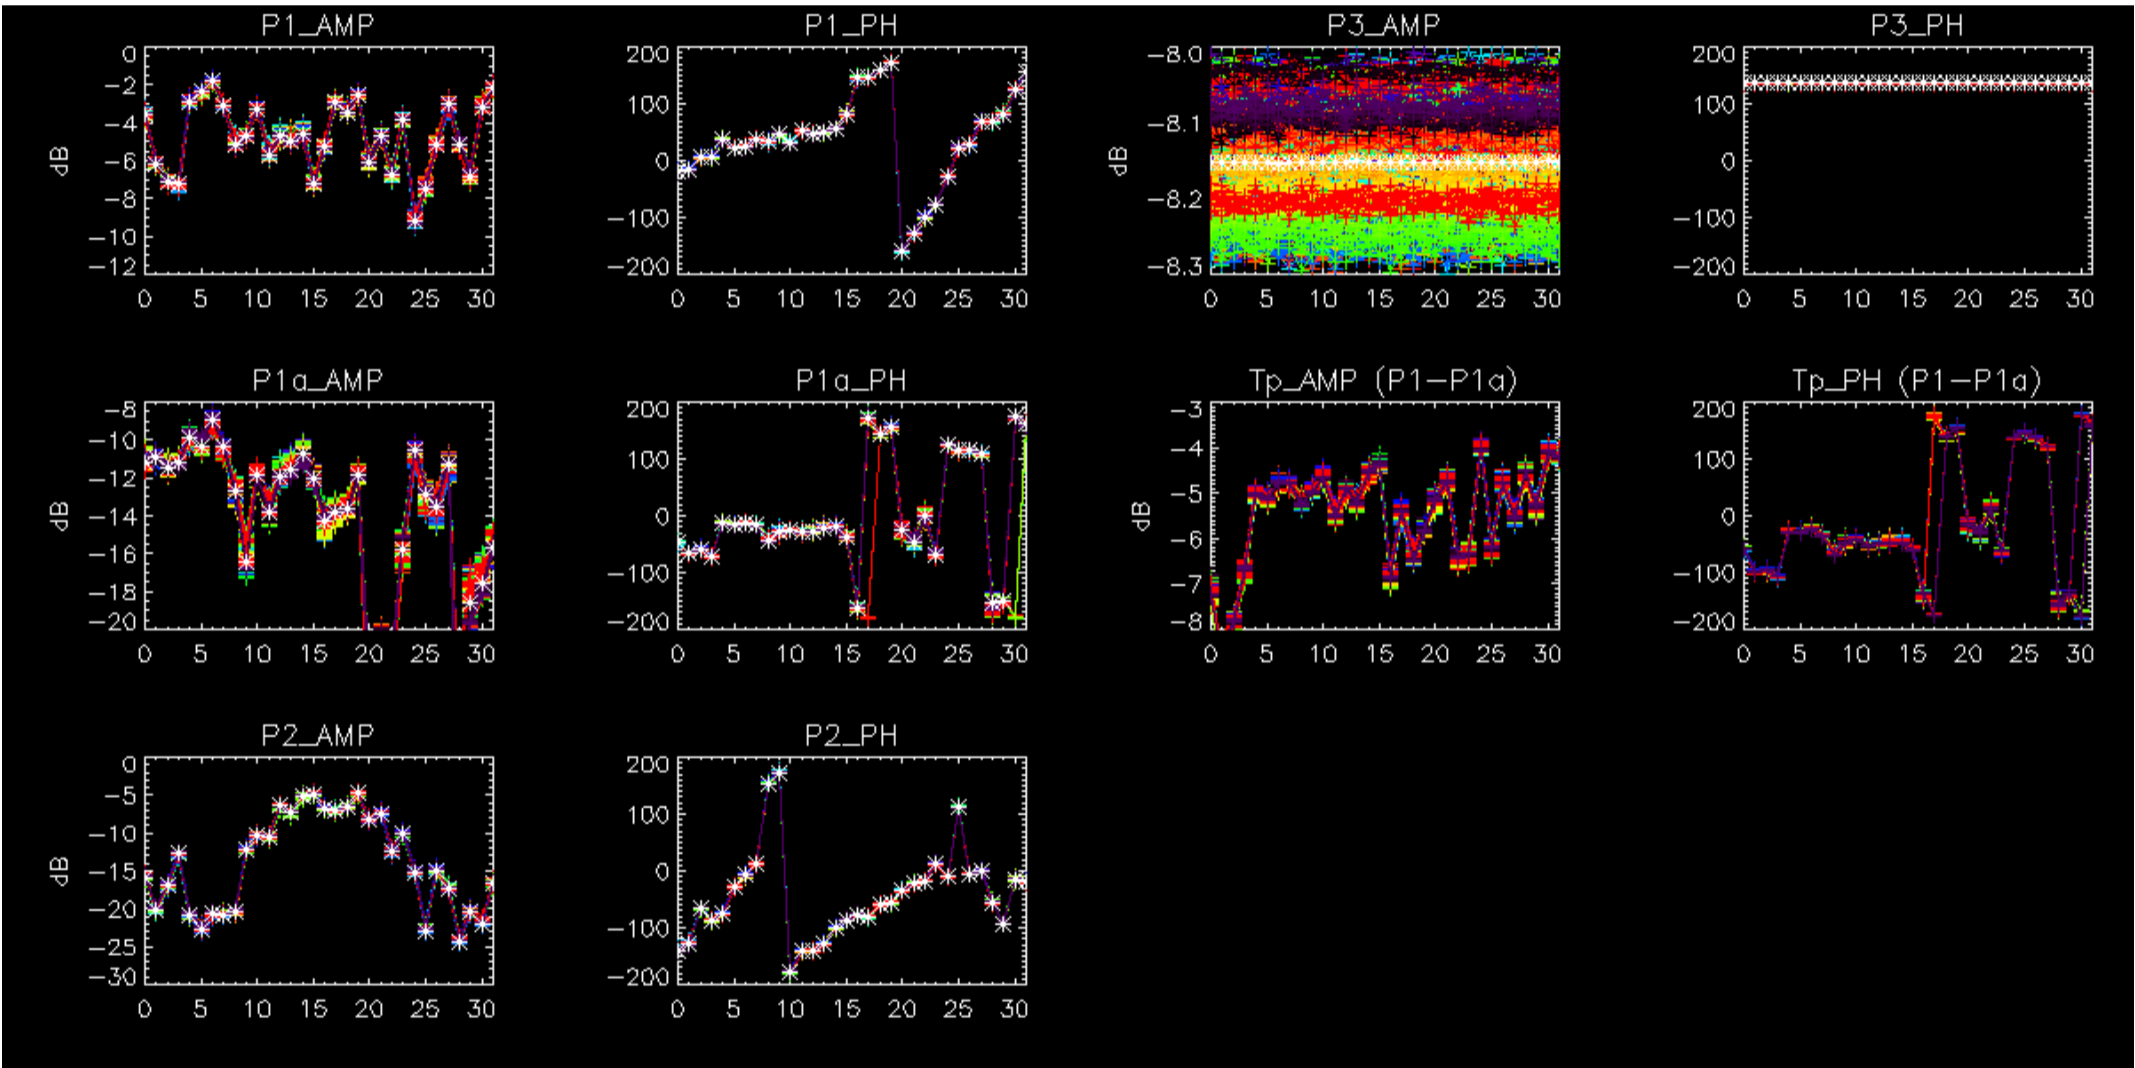 P1_AMP
0
−2
−4
−6
−8
−10
−12
dB
0 5 10 15 20 25 30
P1_PH
200
100
0
−100
−200
0 5 10 15 20 25 30
P3_AMP
−8.0
−8.1
−8.2
−8.3
dB
0 5 10 15 20 25 30
P3_PH
200
100
0
−100
−200
0 5 10 15 20 25 30
P1a_AMP
−8
−10
−12
−14
−16
−18
−20
dB
0 5 10 15 20 25 30
P1a_PH
200
100
0
−100
−200
0 5 10 15 20 25 30
Tp_AMP (P1−P1a)
−3
−4
−5
−6
−7
−8
dB
0 5 10 15 20 25 30
Tp_PH (P1−P1a)
200
100
0
−100
−200
0 5 10 15 20 25 30
P2_AMP
0
−5
−10
−15
−20
−25
−30
dB
0 5 10 15 20 25 30
P2_PH
200
100
0
−100
−200
0 5 10 15 20 25 30